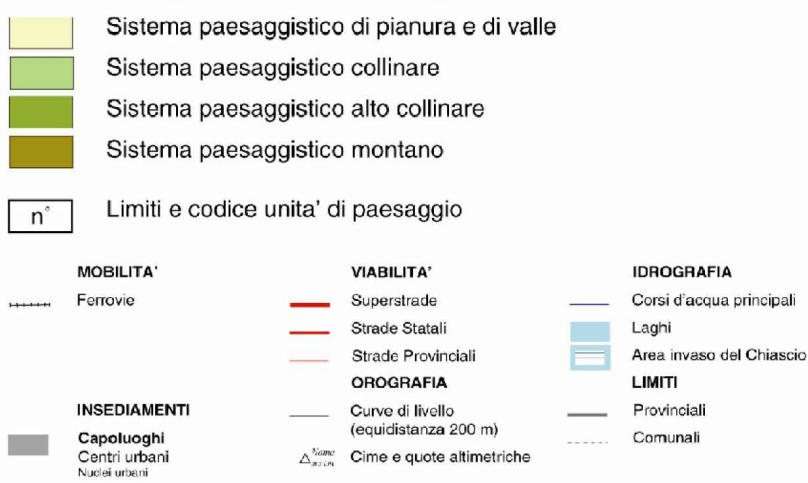 Sistema paesaggistico di pianura e di valle
Sistema paesaggistico collinare
Sistema paesaggistico alto collinare
Sistema paesaggistico montano
n° Limiti e codice unita' di paesaggio
MOBILITA'
Ferrovie
INSEDIAMENTI
Capoluoghi
Centri urbani
Nuclei urbani
VIABILITA'
Superstrade
Strade Statali
Strade Provinciali
OROGRAFIA
Curve di livello
(equidistanza 200 m)
Nome
Cime e quote altimetriche
IDROGRAFIA
Corsi d'acqua principali
Laghi
Area invaso del Chiascio
LIMITI
Provinciali
Comunali